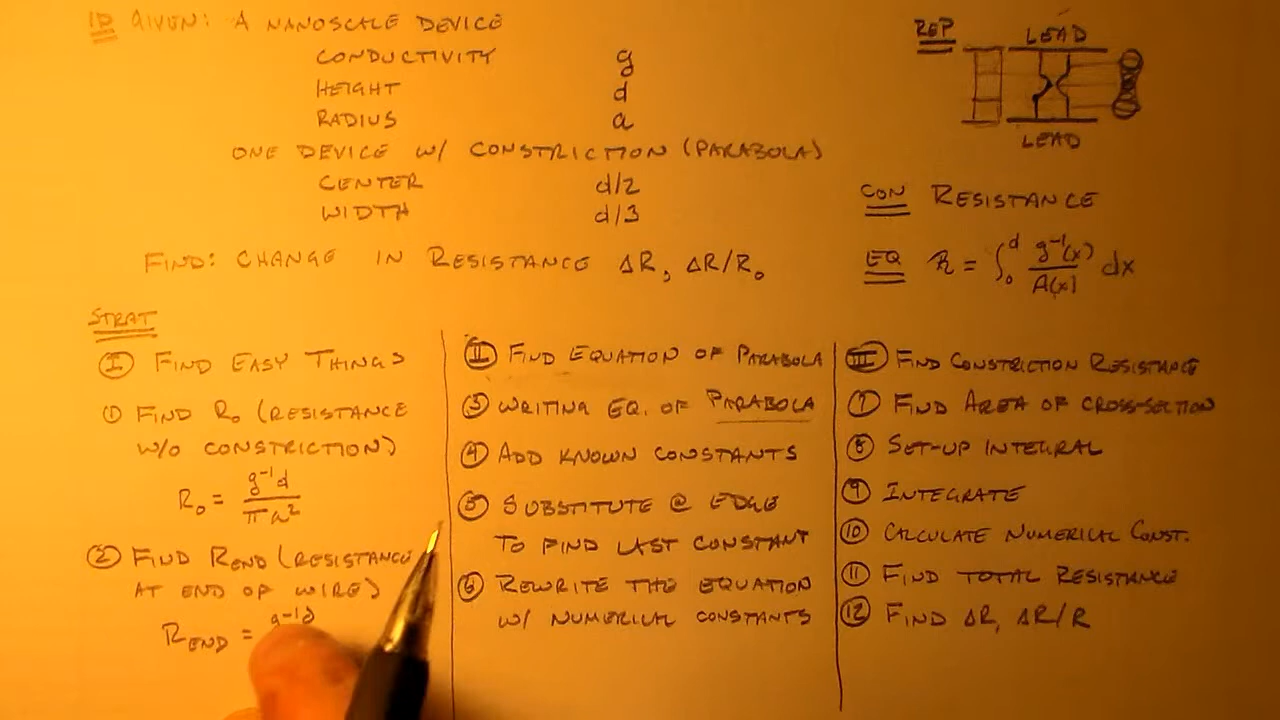 ID GIVEN: A NANOSCALE DEVICE
CONDUCTIVITY g
HEIGHT d
RADIUS a
ONE DEVICE W/ CONSTRICTION (PARABOLA)
CENTER d/2
WIDTH d/3
FIND: CHANGE IN RESISTANCE ΔR, ΔR/R₀
REP
LEAD
LEAD
CON RESISTANCE
EQ R = ∫₀ᵈ g⁻¹(x)/A(x) dx
STRAT
I FIND EASY THINGS
1 FIND R₀ (RESISTANCE
W/O CONSTRICTION)
R₀ = g⁻¹d/πa²
2 FIND REND (RESISTANCE
AT END OF WIRE)
REND = g⁻¹d
II FIND EQUATION OF PARABOLA
3 WRITING EQ. OF PARABOLA
4 ADD KNOWN CONSTANTS
5 SUBSTITUTE @ EDGE
TO FIND LAST CONSTANT
6 REWRITE THE EQUATION
W/ NUMERICAL CONSTANTS
III FIND CONSTRICTION RESISTANCE
7 FIND AREA OF CROSS-SECTION
8 SET-UP INTEGRAL
9 INTEGRATE
10 CALCULATE NUMERICAL CONST.
11 FIND TOTAL RESISTANCE
12 FIND ΔR, ΔR/R